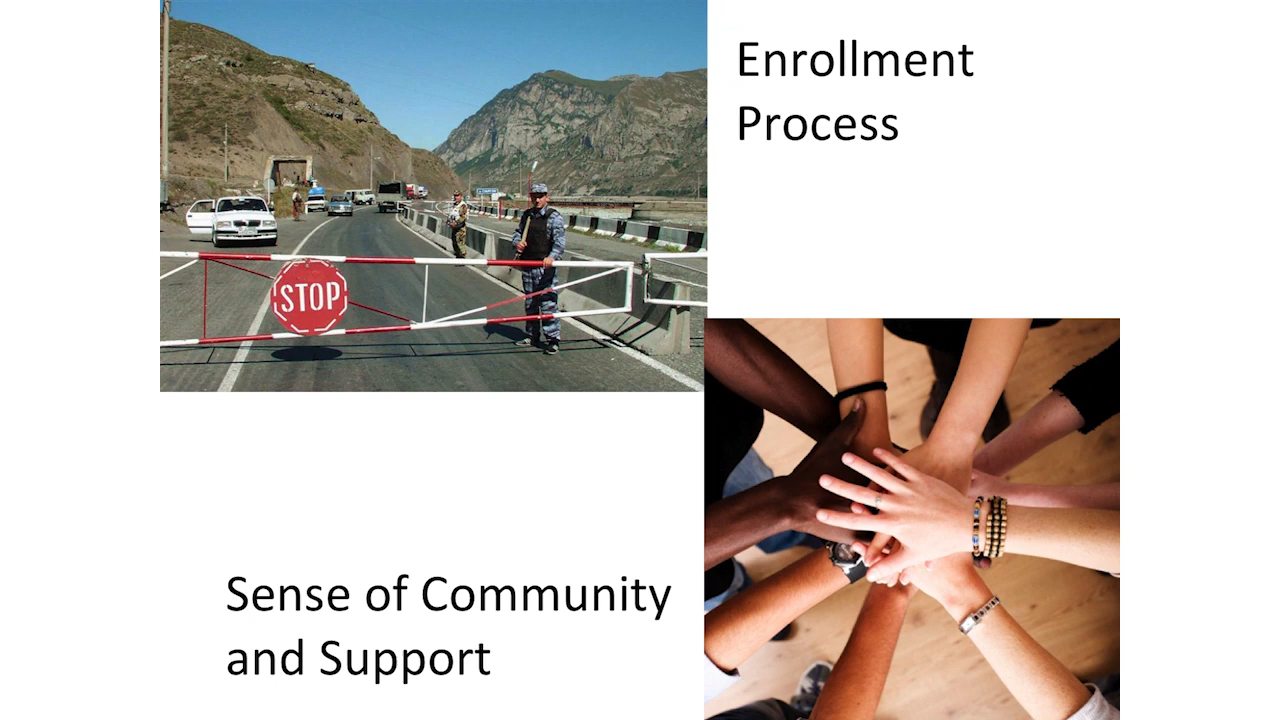 Enrollment
Process
STOP
Sense of Community
and Support